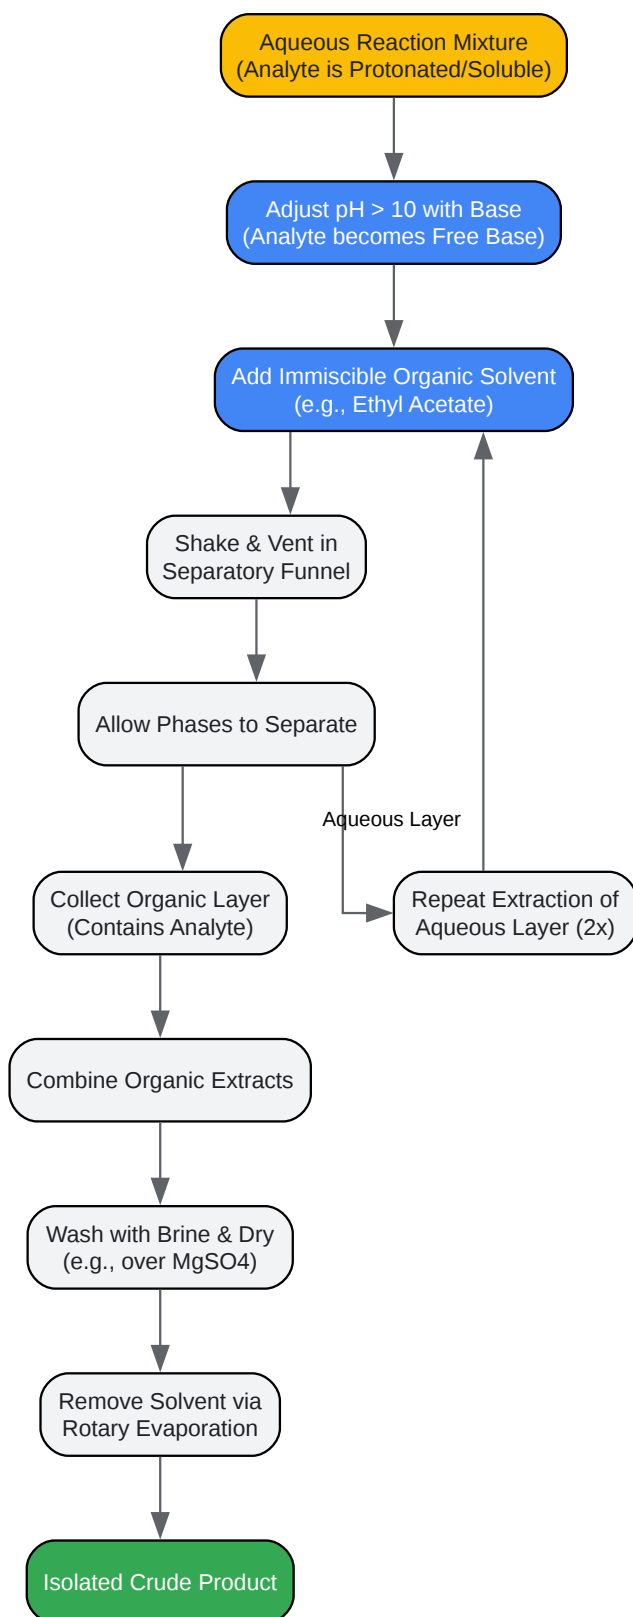 Aqueous Reaction Mixture
(Analyte is Protonated/Soluble)
Adjust pH > 10 with Base
(Analyte becomes Free Base)
Add Immiscible Organic Solvent
(e.g., Ethyl Acetate)
Shake & Vent in
Separatory Funnel
Allow Phases to Separate
Aqueous Layer
Collect Organic Layer
(Contains Analyte)
Repeat Extraction of
Aqueous Layer (2x)
Combine Organic Extracts
Wash with Brine & Dry
(e.g., over MgSO4)
Remove Solvent via
Rotary Evaporation
Isolated Crude Product